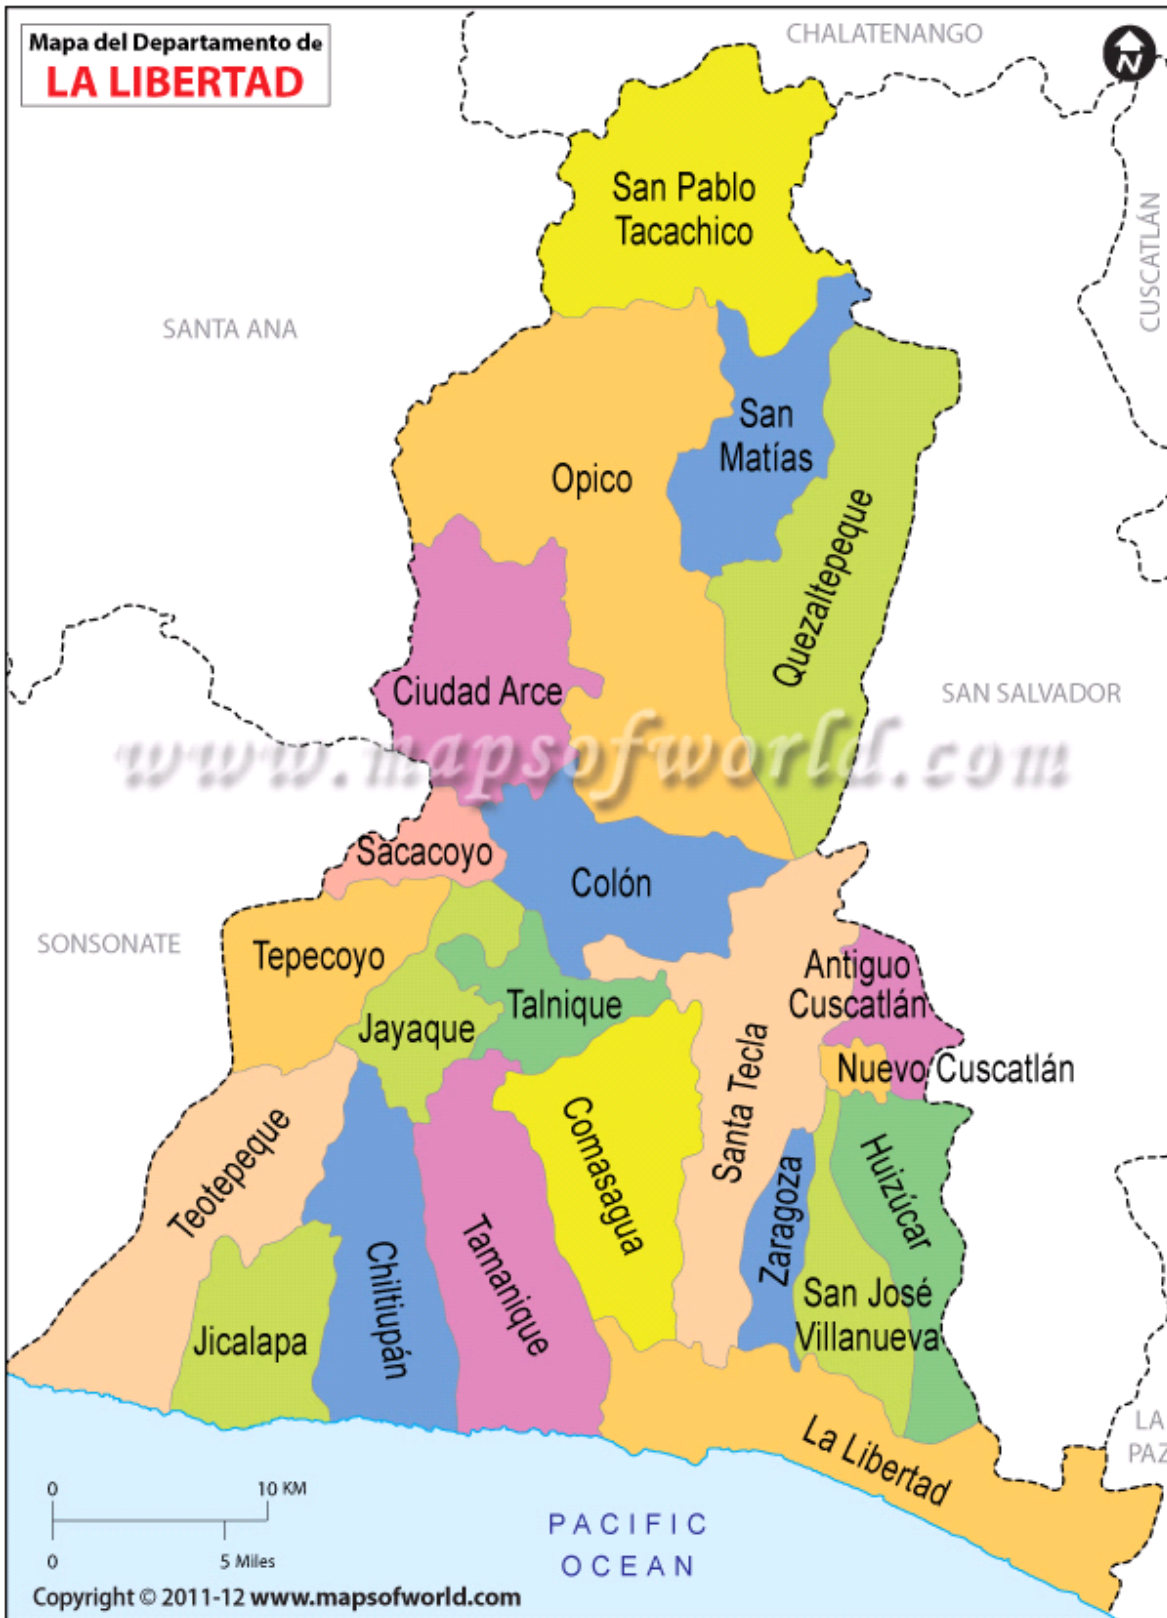 Mapa del Departamento de
LA LIBERTAD
CHALATENANGO
N
CUSCATLÁN
San Pablo
Tacachico
SANTA ANA
San
Matías
Opico
Quezaltepeque
Ciudad Arce
SAN SALVADOR
www.mapsofworld.com
Sacacoyo
Colón
SONSONATE
Tepecoyo
Antiguo
Cuscatlán
Talnique
Jayaque
Nuevo Cuscatlán
Santa Tecla
Comasagua
Teotepeque
Huizúcar
Zaragoza
Tamanique
Chiltiupán
San José
Villanueva
Jicalapa
La Libertad
LA
PAZ
0 10 KM
0 5 Miles
PACIFIC
OCEAN
Copyright © 2011-12 www.mapsofworld.com